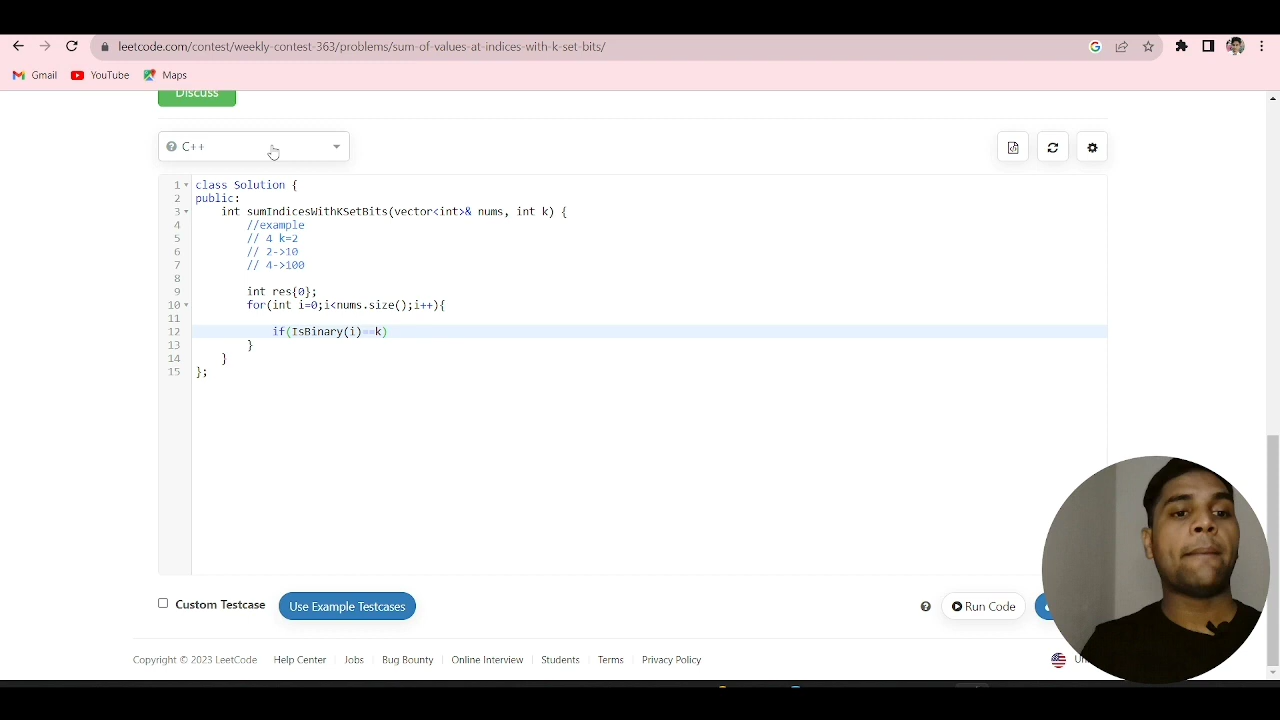 leetcode.com/contest/weekly-contest-363/problems/sum-of-values-at-indices-with-k-set-bits/
Gmail YouTube Maps
Discuss
C++
1 class Solution {
2 public:
3 int sumIndicesWithKSetBits(vector<int>& nums, int k) {
4 //example
5 // 4 k=2
6 // 2->10
7 // 4->100
8
9 int res{0};
10 for(int i=0;i<nums.size();i++){
11
12 if(IsBinary(i)==k)
13 }
14 }
15 };
Custom Testcase Use Example Testcases Run Code
Copyright © 2023 LeetCode Help Center Jobs Bug Bounty Online Interview Students Terms Privacy Policy